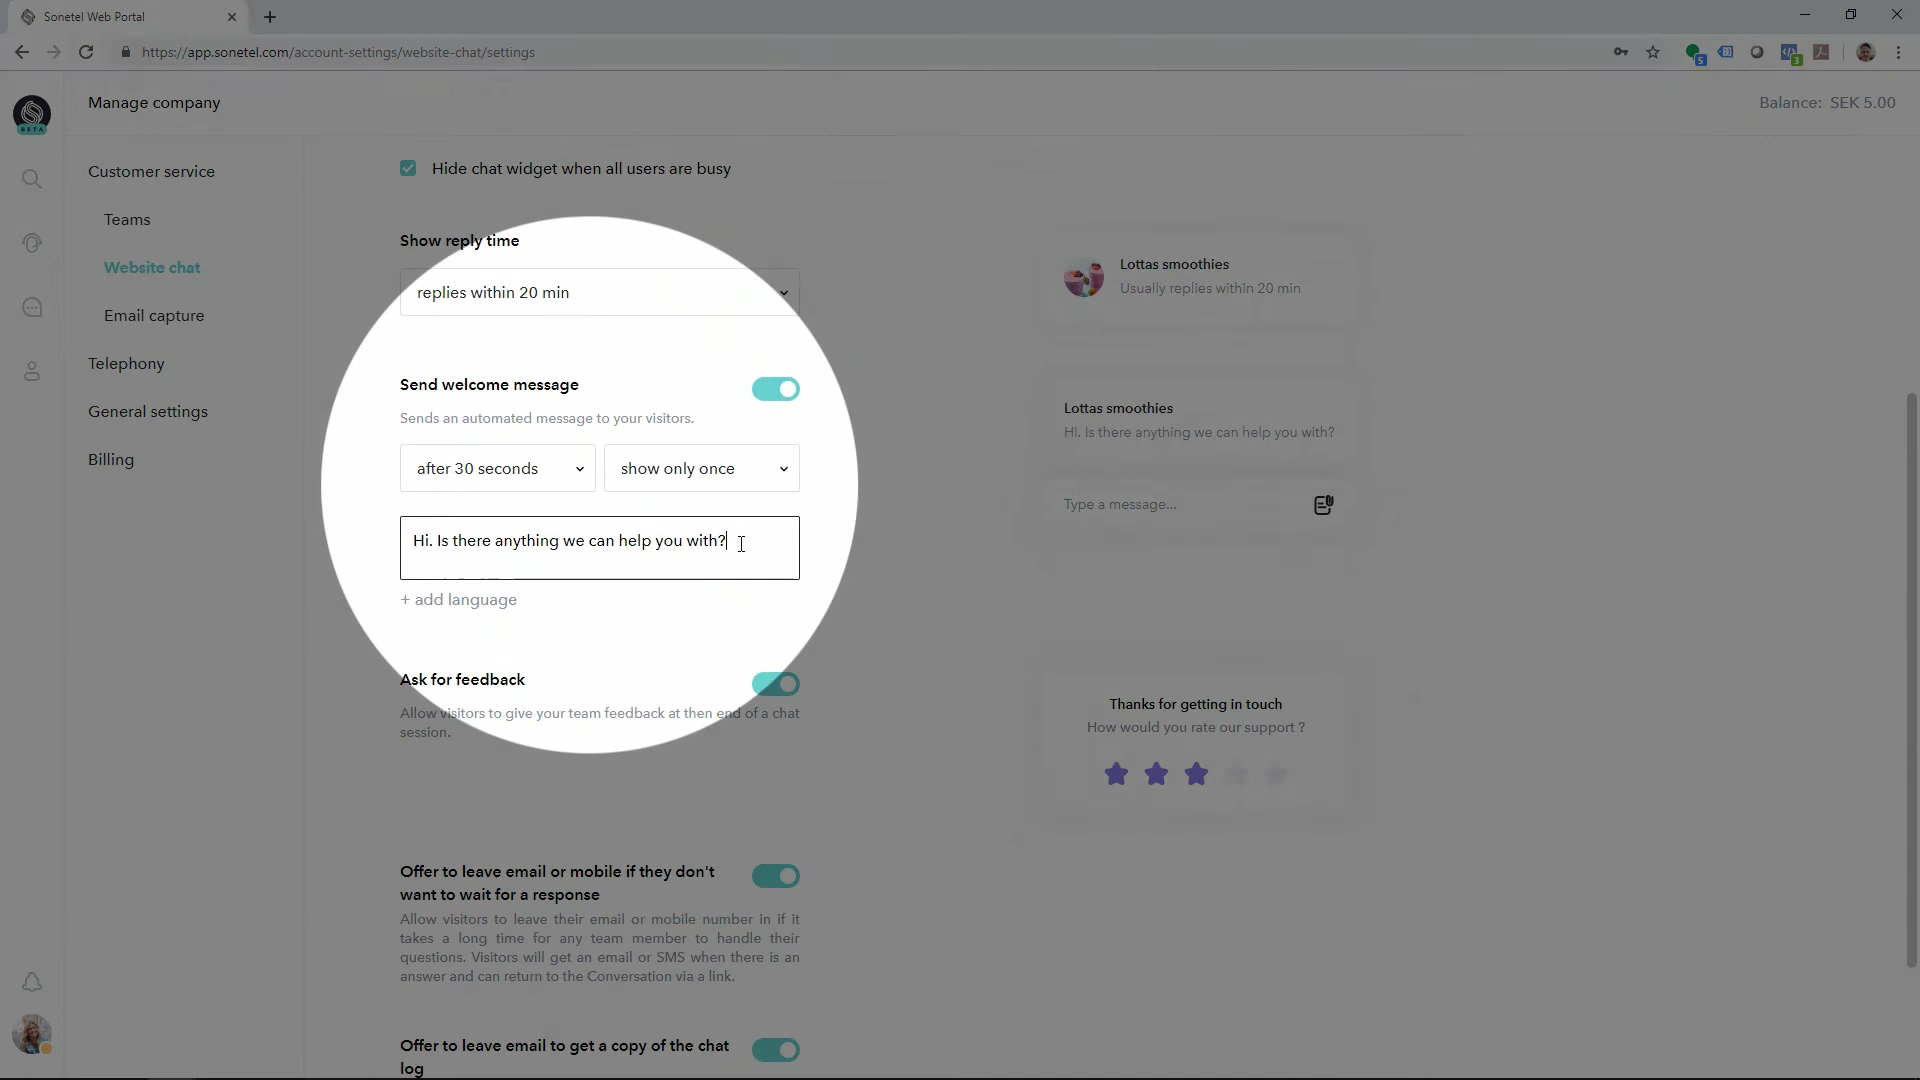 Sonetel Web Portal
https://app.sonetel.com/account-settings/website-chat/settings
5
3
BETA
Manage company
Balance: SEK 5.00
Customer service
Teams
Website chat
Email capture
Telephony
General settings
Billing
Hide chat widget when all users are busy
Show reply time
replies within 20 min
Send welcome message
Sends an automated message to your visitors.
after 30 seconds
show only once
Hi. Is there anything we can help you with?
+ add language
Ask for feedback
Allow visitors to give your team feedback at then end of a chat
session.
Offer to leave email or mobile if they don't
want to wait for a response
Allow visitors to leave their email or mobile number in if it
takes a long time for any team member to handle their
questions. Visitors will get an email or SMS when there is an
answer and can return to the Conversation via a link.
Offer to leave email to get a copy of the chat
log
Lottas smoothies
Usually replies within 20 min
Lottas smoothies
Hi. Is there anything we can help you with?
Type a message...
Thanks for getting in touch
How would you rate our support ?